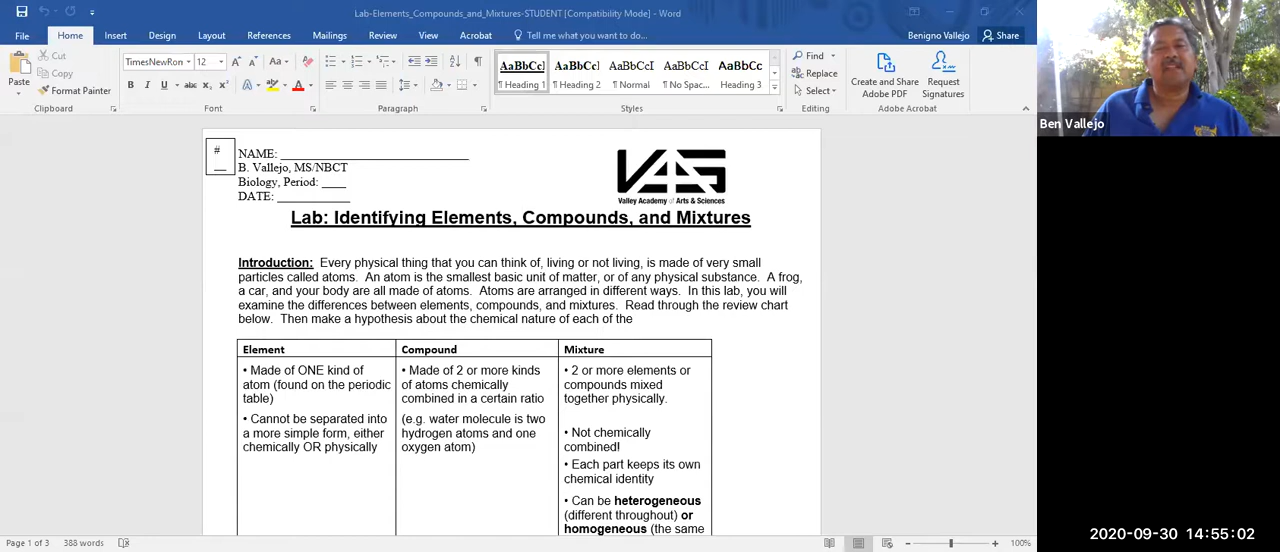 Lab-Elements_Compounds_and_Mixtures-STUDENT [Compatibility Mode] - Word
File Home Insert Design Layout References Mailings Review View Acrobat Tell me what you want to do... Benigno Vallejo Share
Cut
Copy
Format Painter
Paste
Clipboard
TimesNewRon 12
Font
Paragraph
AaBbCcI AaBbCcl AaBbCcI AaBbCcI AaBbCc
¶ Heading 1 ¶ Heading 2 ¶ Normal ¶ No Spac... Heading 3
Styles
Find
Replace
Select
Editing
Create and Share
Adobe PDF
Request
Signatures
Adobe Acrobat
Ben Vallejo
#
NAME:
B. Vallejo, MS/NBCT
Biology, Period:
DATE:
VAS
Valley Academy of Arts & Sciences
Lab: Identifying Elements, Compounds, and Mixtures
Introduction: Every physical thing that you can think of, living or not living, is made of very small
particles called atoms. An atom is the smallest basic unit of matter, or of any physical substance. A frog,
a car, and your body are all made of atoms. Atoms are arranged in different ways. In this lab, you will
examine the differences between elements, compounds, and mixtures. Read through the review chart
below. Then make a hypothesis about the chemical nature of each of the
Element
• Made of ONE kind of
atom (found on the periodic
table)
• Cannot be separated into
a more simple form, either
chemically OR physically
Compound
• Made of 2 or more kinds
of atoms chemically
combined in a certain ratio
(e.g. water molecule is two
hydrogen atoms and one
oxygen atom)
Mixture
• 2 or more elements or
compounds mixed
together physically.
• Not chemically
combined!
• Each part keeps its own
chemical identity
• Can be heterogeneous
(different throughout) or
homogeneous (the same
Page 1 of 3 388 words 100%
2020-09-30 14:55:02